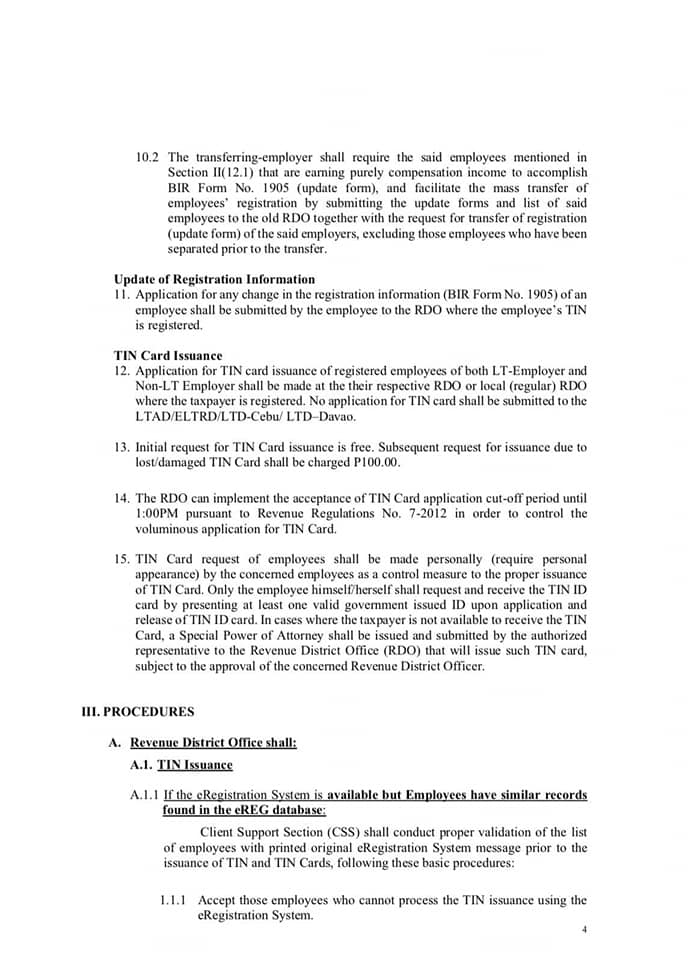 10.2 The transferring-employer shall require the said employees mentioned in
Section II(12.1) that are earning purely compensation income to accomplish
BIR Form No. 1905 (update form), and facilitate the mass transfer of
employees' registration by submitting the update forms and list of said
employees to the old RDO together with the request for transfer of registration
(update form) of the said employers, excluding those employees who have been
separated prior to the transfer.
Update of Registration Information
11. Application for any change in the registration information (BIR Form No. 1905) of an
employee shall be submitted by the employee to the RDO where the employee's TIN
is registered.
TIN Card Issuance
12. Application for TIN card issuance of registered employees of both LT-Employer and
Non-LT Employer shall be made at the their respective RDO or local (regular) RDO
where the taxpayer is registered. No application for TIN card shall be submitted to the
LTAD/ELTRD/LTD-Cebu/ LTD–Davao.
13. Initial request for TIN Card issuance is free. Subsequent request for issuance due to
lost/damaged TIN Card shall be charged P100.00.
14. The RDO can implement the acceptance of TIN Card application cut-off period until
1:00PM pursuant to Revenue Regulations No. 7-2012 in order to control the
voluminous application for TIN Card.
15. TIN Card request of employees shall be made personally (require personal
appearance) by the concerned employees as a control measure to the proper issuance
of TIN Card. Only the employee himself/herself shall request and receive the TIN ID
card by presenting at least one valid government issued ID upon application and
release of TIN ID card. In cases where the taxpayer is not available to receive the TIN
Card, a Special Power of Attorney shall be issued and submitted by the authorized
representative to the Revenue District Office (RDO) that will issue such TIN card,
subject to the approval of the concerned Revenue District Officer.
III. PROCEDURES
A. Revenue District Office shall:
A.1. TIN Issuance
A.1.1 If the eRegistration System is available but Employees have similar records
found in the eREG database:
Client Support Section (CSS) shall conduct proper validation of the list
of employees with printed original eRegistration System message prior to the
issuance of TIN and TIN Cards, following these basic procedures:
1.1.1 Accept those employees who cannot process the TIN issuance using the
eRegistration System.
4